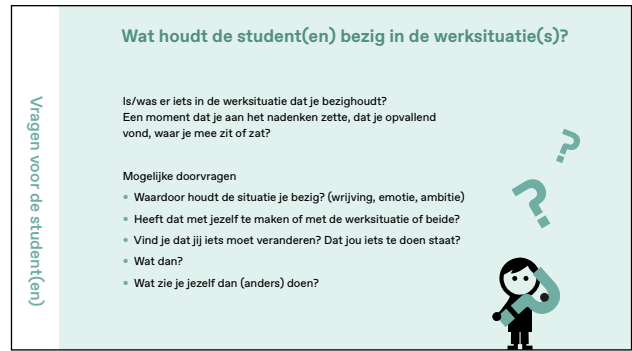 Wat houdt de student(en) bezig in de werksituatie(s)?
Vragen voor de student(en)
Is/was er iets in de werksituatie dat je bezighoudt?
Een moment dat je aan het nadenken zette, dat je opvallend
vond, waar je mee zit of zat?
Mogelijke doorvragen
• Waardoor houdt de situatie je bezig? (wrijving, emotie, ambitie)
• Heeft dat met jezelf te maken of met de werksituatie of beide?
• Vind je dat jij iets moet veranderen? Dat jou iets te doen staat?
• Wat dan?
• Wat zie je jezelf dan (anders) doen?
?
?
?